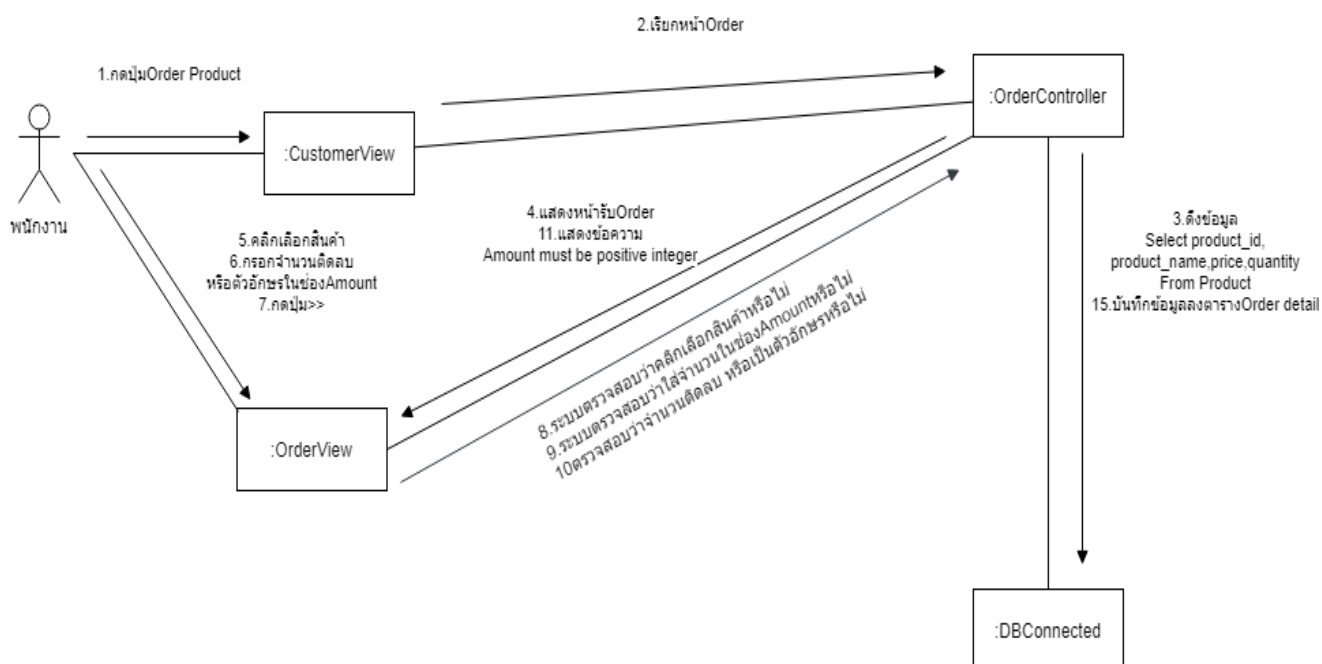 2.เรียกหน้าOrder
1.กดปุ่มOrder Product
:OrderController
:CustomerView
พนักงาน
4.แสดงหน้ารับOrder
11.แสดงข้อความ
Amount must be positive integer
3.ดึงข้อมูล
Select product_id,
product_name,price,quantity
From Product
15.บันทึกข้อมูลลงตารางOrder detail
5.คลิกเลือกสินค้า
6.กรอกจำนวนติดลบ
หรือตัวอักษรในช่องAmount
7.กดปุ่ม>>
8.ระบบตรวจสอบว่าคลิกเลือกสินค้าหรือไม่
9.ระบบตรวจสอบว่าใส่จำนวนในช่องAmountหรือไม่
10ตรวจสอบว่าจำนวนติดลบ หรือเป็นตัวอักษรหรือไม่
:OrderView
:DBConnected